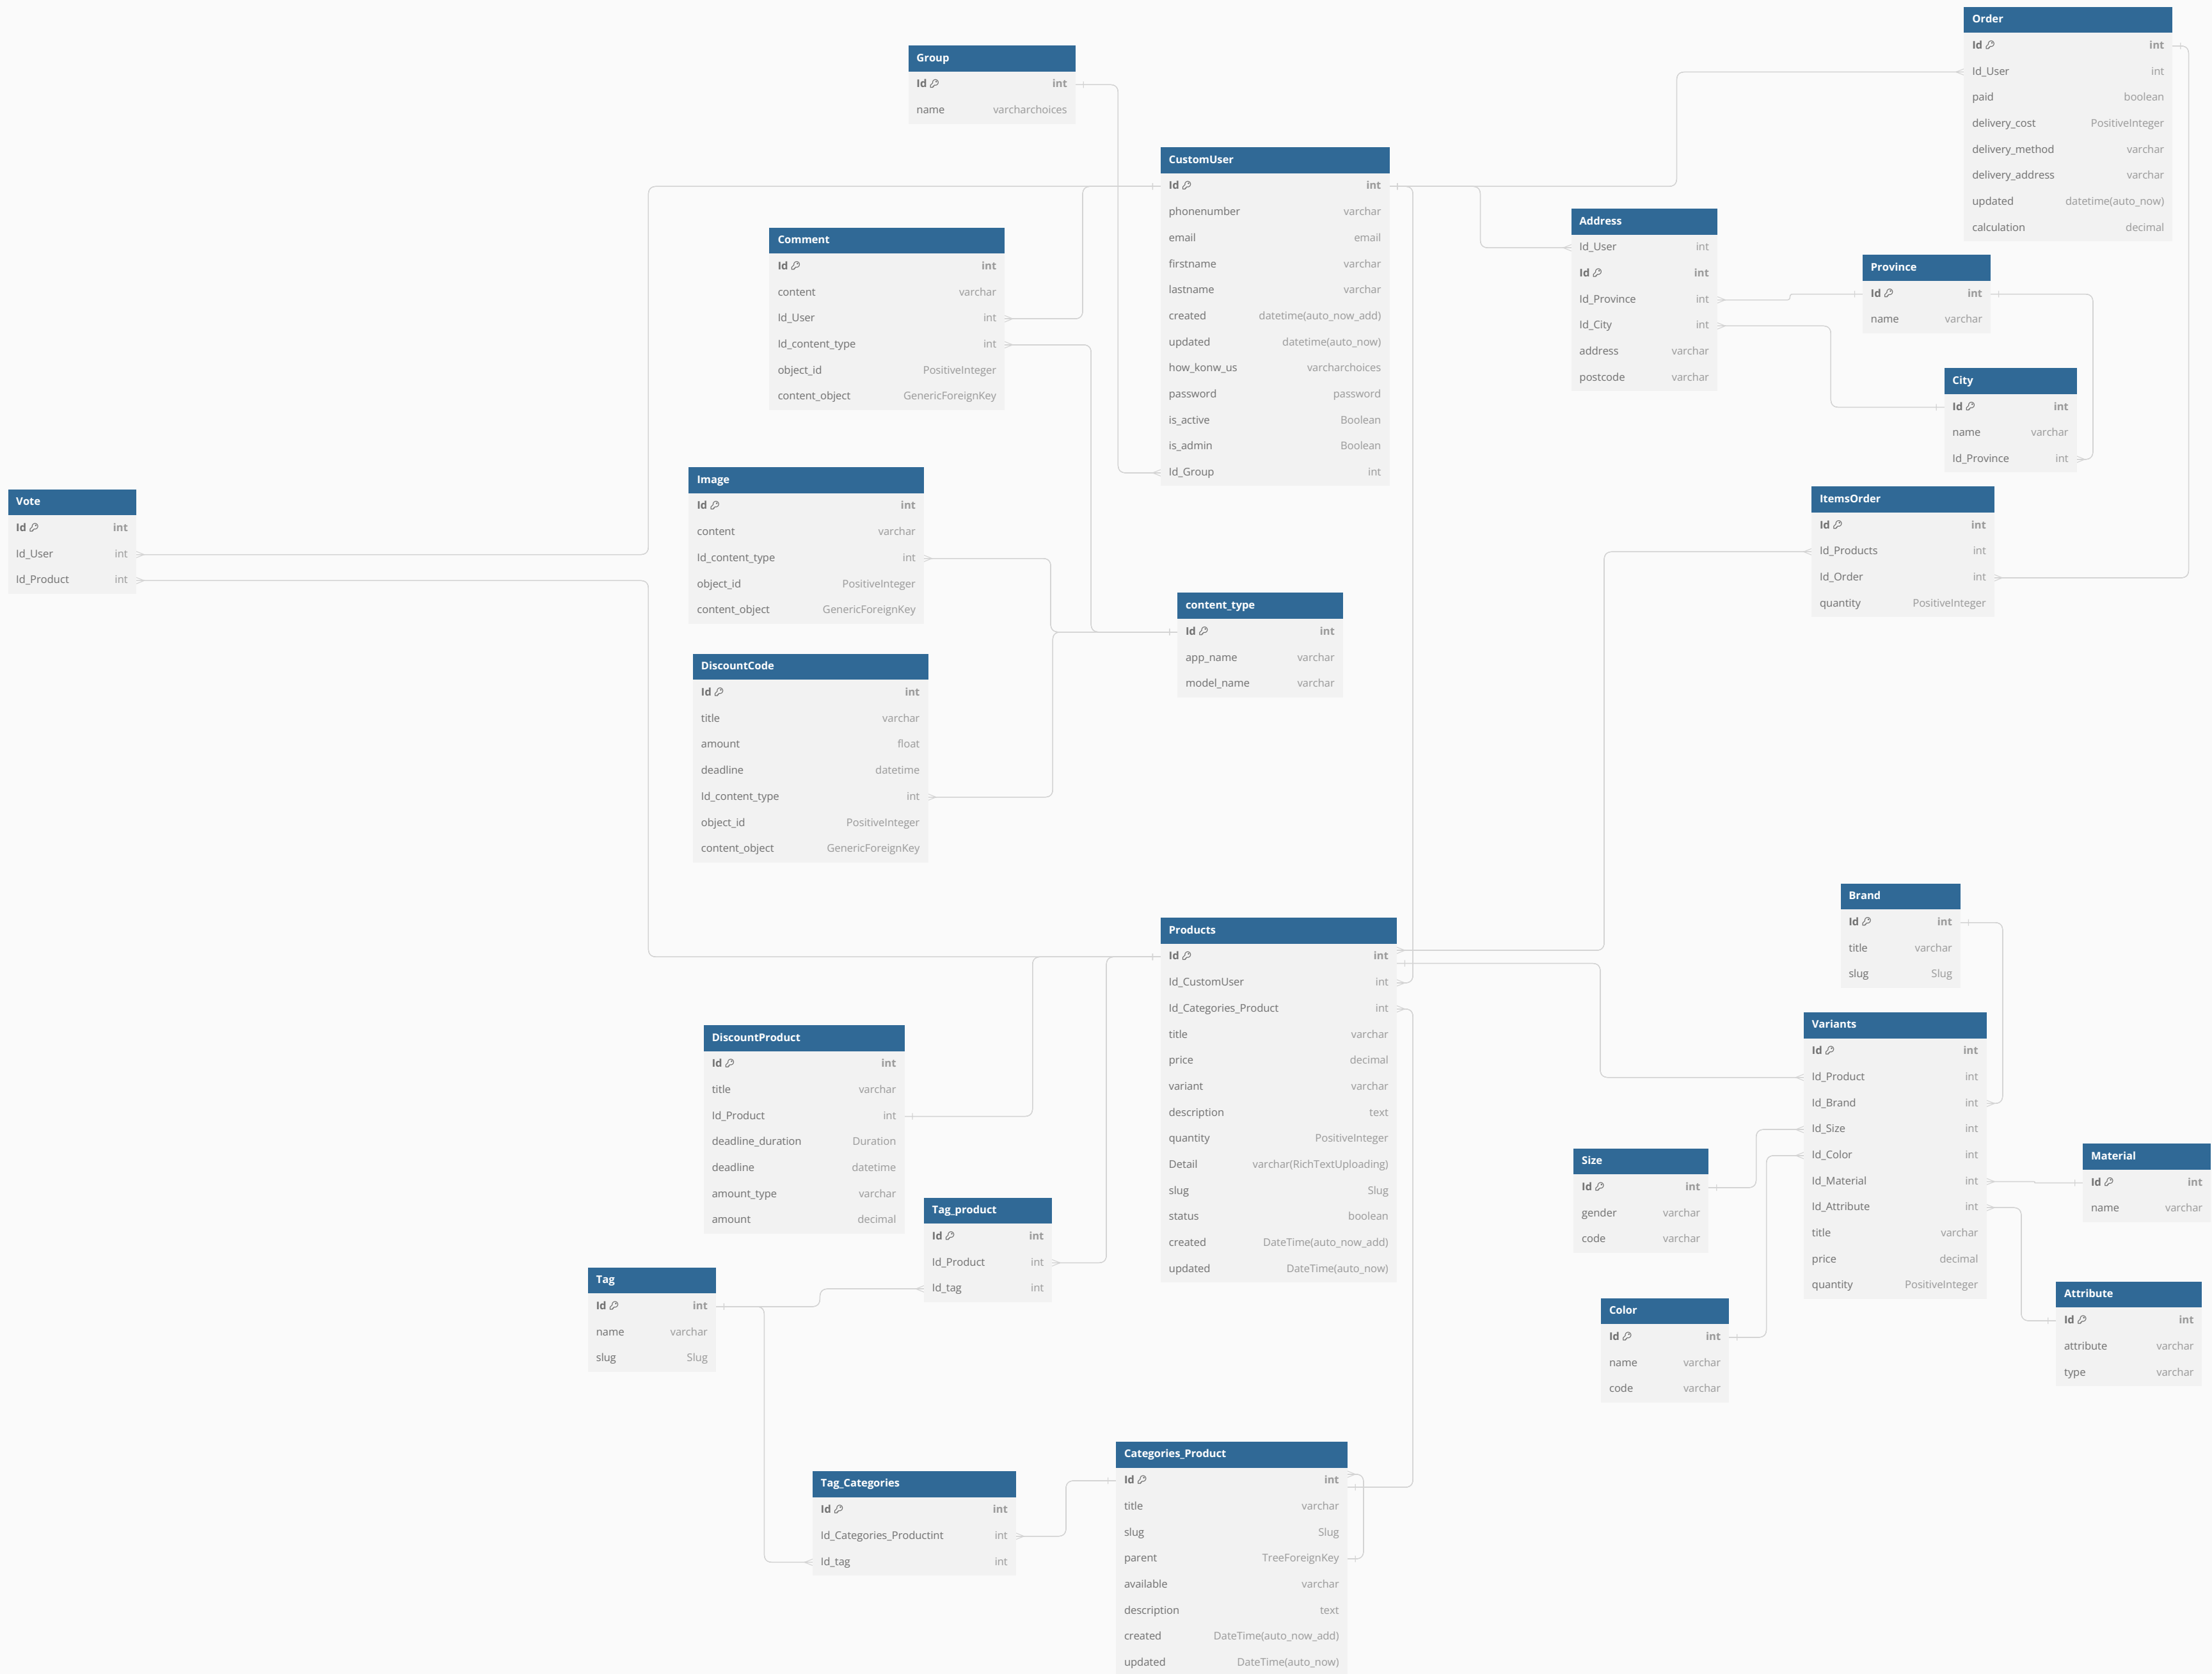 Order
Id int
Id_User int
paid boolean
delivery_cost PositiveInteger
delivery_method varchar
delivery_address varchar
updated datetime(auto_now)
calculation decimal
Group
Id int
name varcharchoices
CustomUser
Id int
phonenumber varchar
email email
firstname varchar
lastname varchar
created datetime(auto_now_add)
updated datetime(auto_now)
how_konw_us varcharchoices
password password
is_active Boolean
is_admin Boolean
Id_Group int
Address
Id_User int
Id int
Id_Province int
Id_City int
address varchar
postcode varchar
Comment
Id int
content varchar
Id_User int
Id_content_type int
object_id PositiveInteger
content_object GenericForeignKey
Province
Id int
name varchar
City
Id int
name varchar
Id_Province int
Image
Id int
content varchar
Id_content_type int
object_id PositiveInteger
content_object GenericForeignKey
Vote
Id int
Id_User int
Id_Product int
ItemsOrder
Id int
Id_Products int
Id_Order int
quantity PositiveInteger
content_type
Id int
app_name varchar
model_name varchar
DiscountCode
Id int
title varchar
amount float
deadline datetime
Id_content_type int
object_id PositiveInteger
content_object GenericForeignKey
Brand
Id int
title varchar
slug Slug
Products
Id int
Id_CustomUser int
Id_Categories_Product int
title varchar
price decimal
variant varchar
description text
quantity PositiveInteger
Detail varchar(RichTextUploading)
slug Slug
status boolean
created DateTime(auto_now_add)
updated DateTime(auto_now)
Variants
Id int
Id_Product int
Id_Brand int
Id_Size int
Id_Color int
Id_Material int
Id_Attribute int
title varchar
price decimal
quantity PositiveInteger
DiscountProduct
Id int
title varchar
Id_Product int
deadline_duration Duration
deadline datetime
amount_type varchar
amount decimal
Material
Id int
name varchar
Size
Id int
gender varchar
code varchar
Tag_product
Id int
Id_Product int
Id_tag int
Tag
Id int
name varchar
slug Slug
Attribute
Id int
attribute varchar
type varchar
Color
Id int
name varchar
code varchar
Categories_Product
Id int
title varchar
slug Slug
parent TreeForeignKey
available varchar
description text
created DateTime(auto_now_add)
updated DateTime(auto_now)
Tag_Categories
Id int
Id_Categories_Productint int
Id_tag int